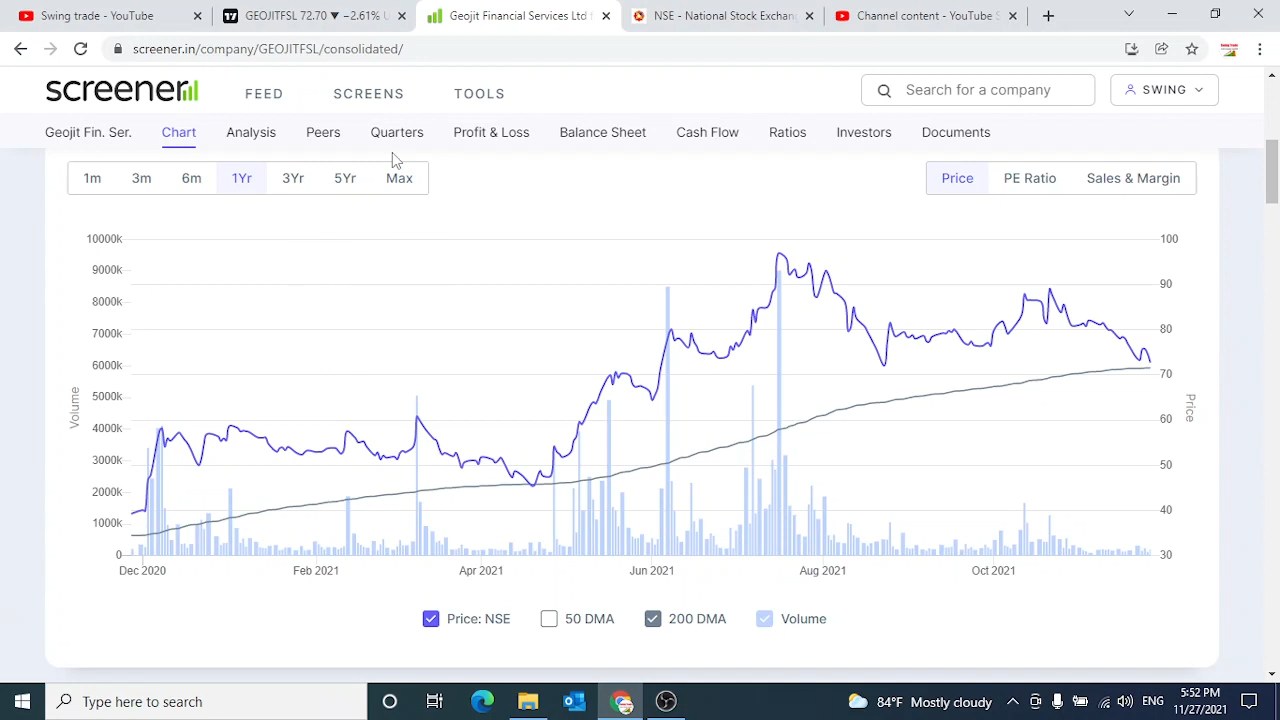 Swing trade - YouTube
GEOJITFSL 72.70 ▼ −2.61% U
Geojit Financial Services Ltd f
NSE - National Stock Exchan
Channel content - YouTube S
screener.in/company/GEOJITFSL/consolidated/
screener
FEED
SCREENS
TOOLS
Search for a company
SWING
Geojit Fin. Ser.
Chart
Analysis
Peers
Quarters
Profit & Loss
Balance Sheet
Cash Flow
Ratios
Investors
Documents
1m
3m
6m
1Yr
3Yr
5Yr
Max
Price
PE Ratio
Sales & Margin
10000k
9000k
8000k
7000k
6000k
5000k
4000k
3000k
2000k
1000k
0
Volume
100
90
80
70
60
50
40
30
Price
Dec 2020
Feb 2021
Apr 2021
Jun 2021
Aug 2021
Oct 2021
Price: NSE
50 DMA
200 DMA
Volume
Type here to search
84°F Mostly cloudy
ENG
5:52 PM
11/27/2021